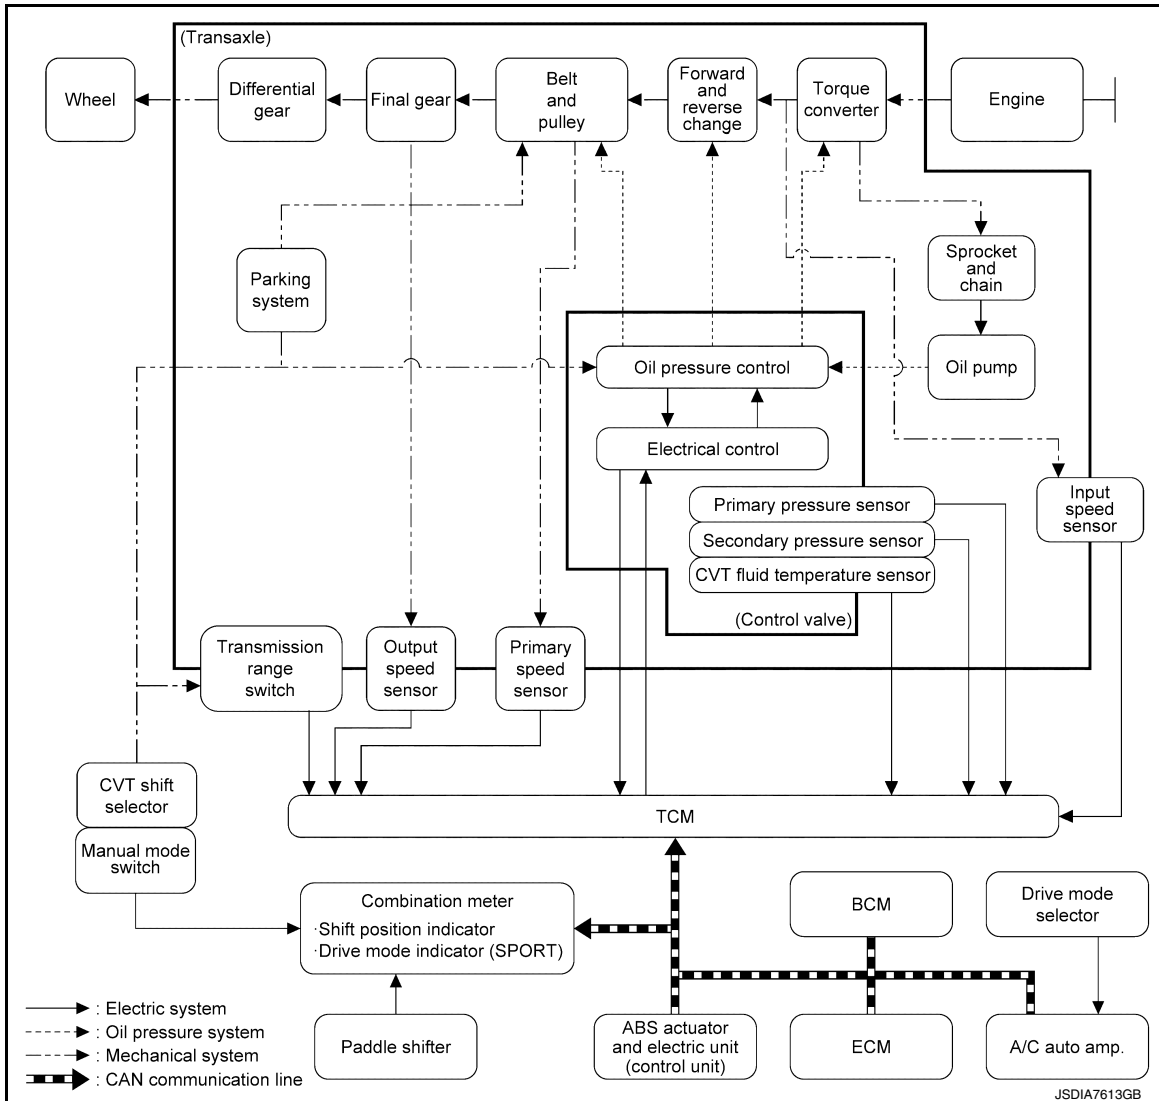 (Transaxle)
Wheel
Differential
gear
Final gear
Belt
and
pulley
Forward
and
reverse
change
Torque
converter
Engine
Parking
system
Sprocket
and
chain
Oil pressure control
Oil pump
Electrical control
Primary pressure sensor
Secondary pressure sensor
CVT fluid temperature sensor
(Control valve)
Input
speed
sensor
Transmission
range
switch
Output
speed
sensor
Primary
speed
sensor
CVT shift
selector
Manual mode
switch
TCM
Combination meter
·Shift position indicator
·Drive mode indicator (SPORT)
BCM
Drive mode
selector
Paddle shifter
ABS actuator
and electric unit
(control unit)
ECM
A/C auto amp.
: Electric system
: Oil pressure system
: Mechanical system
: CAN communication line
JSDIA7613GB